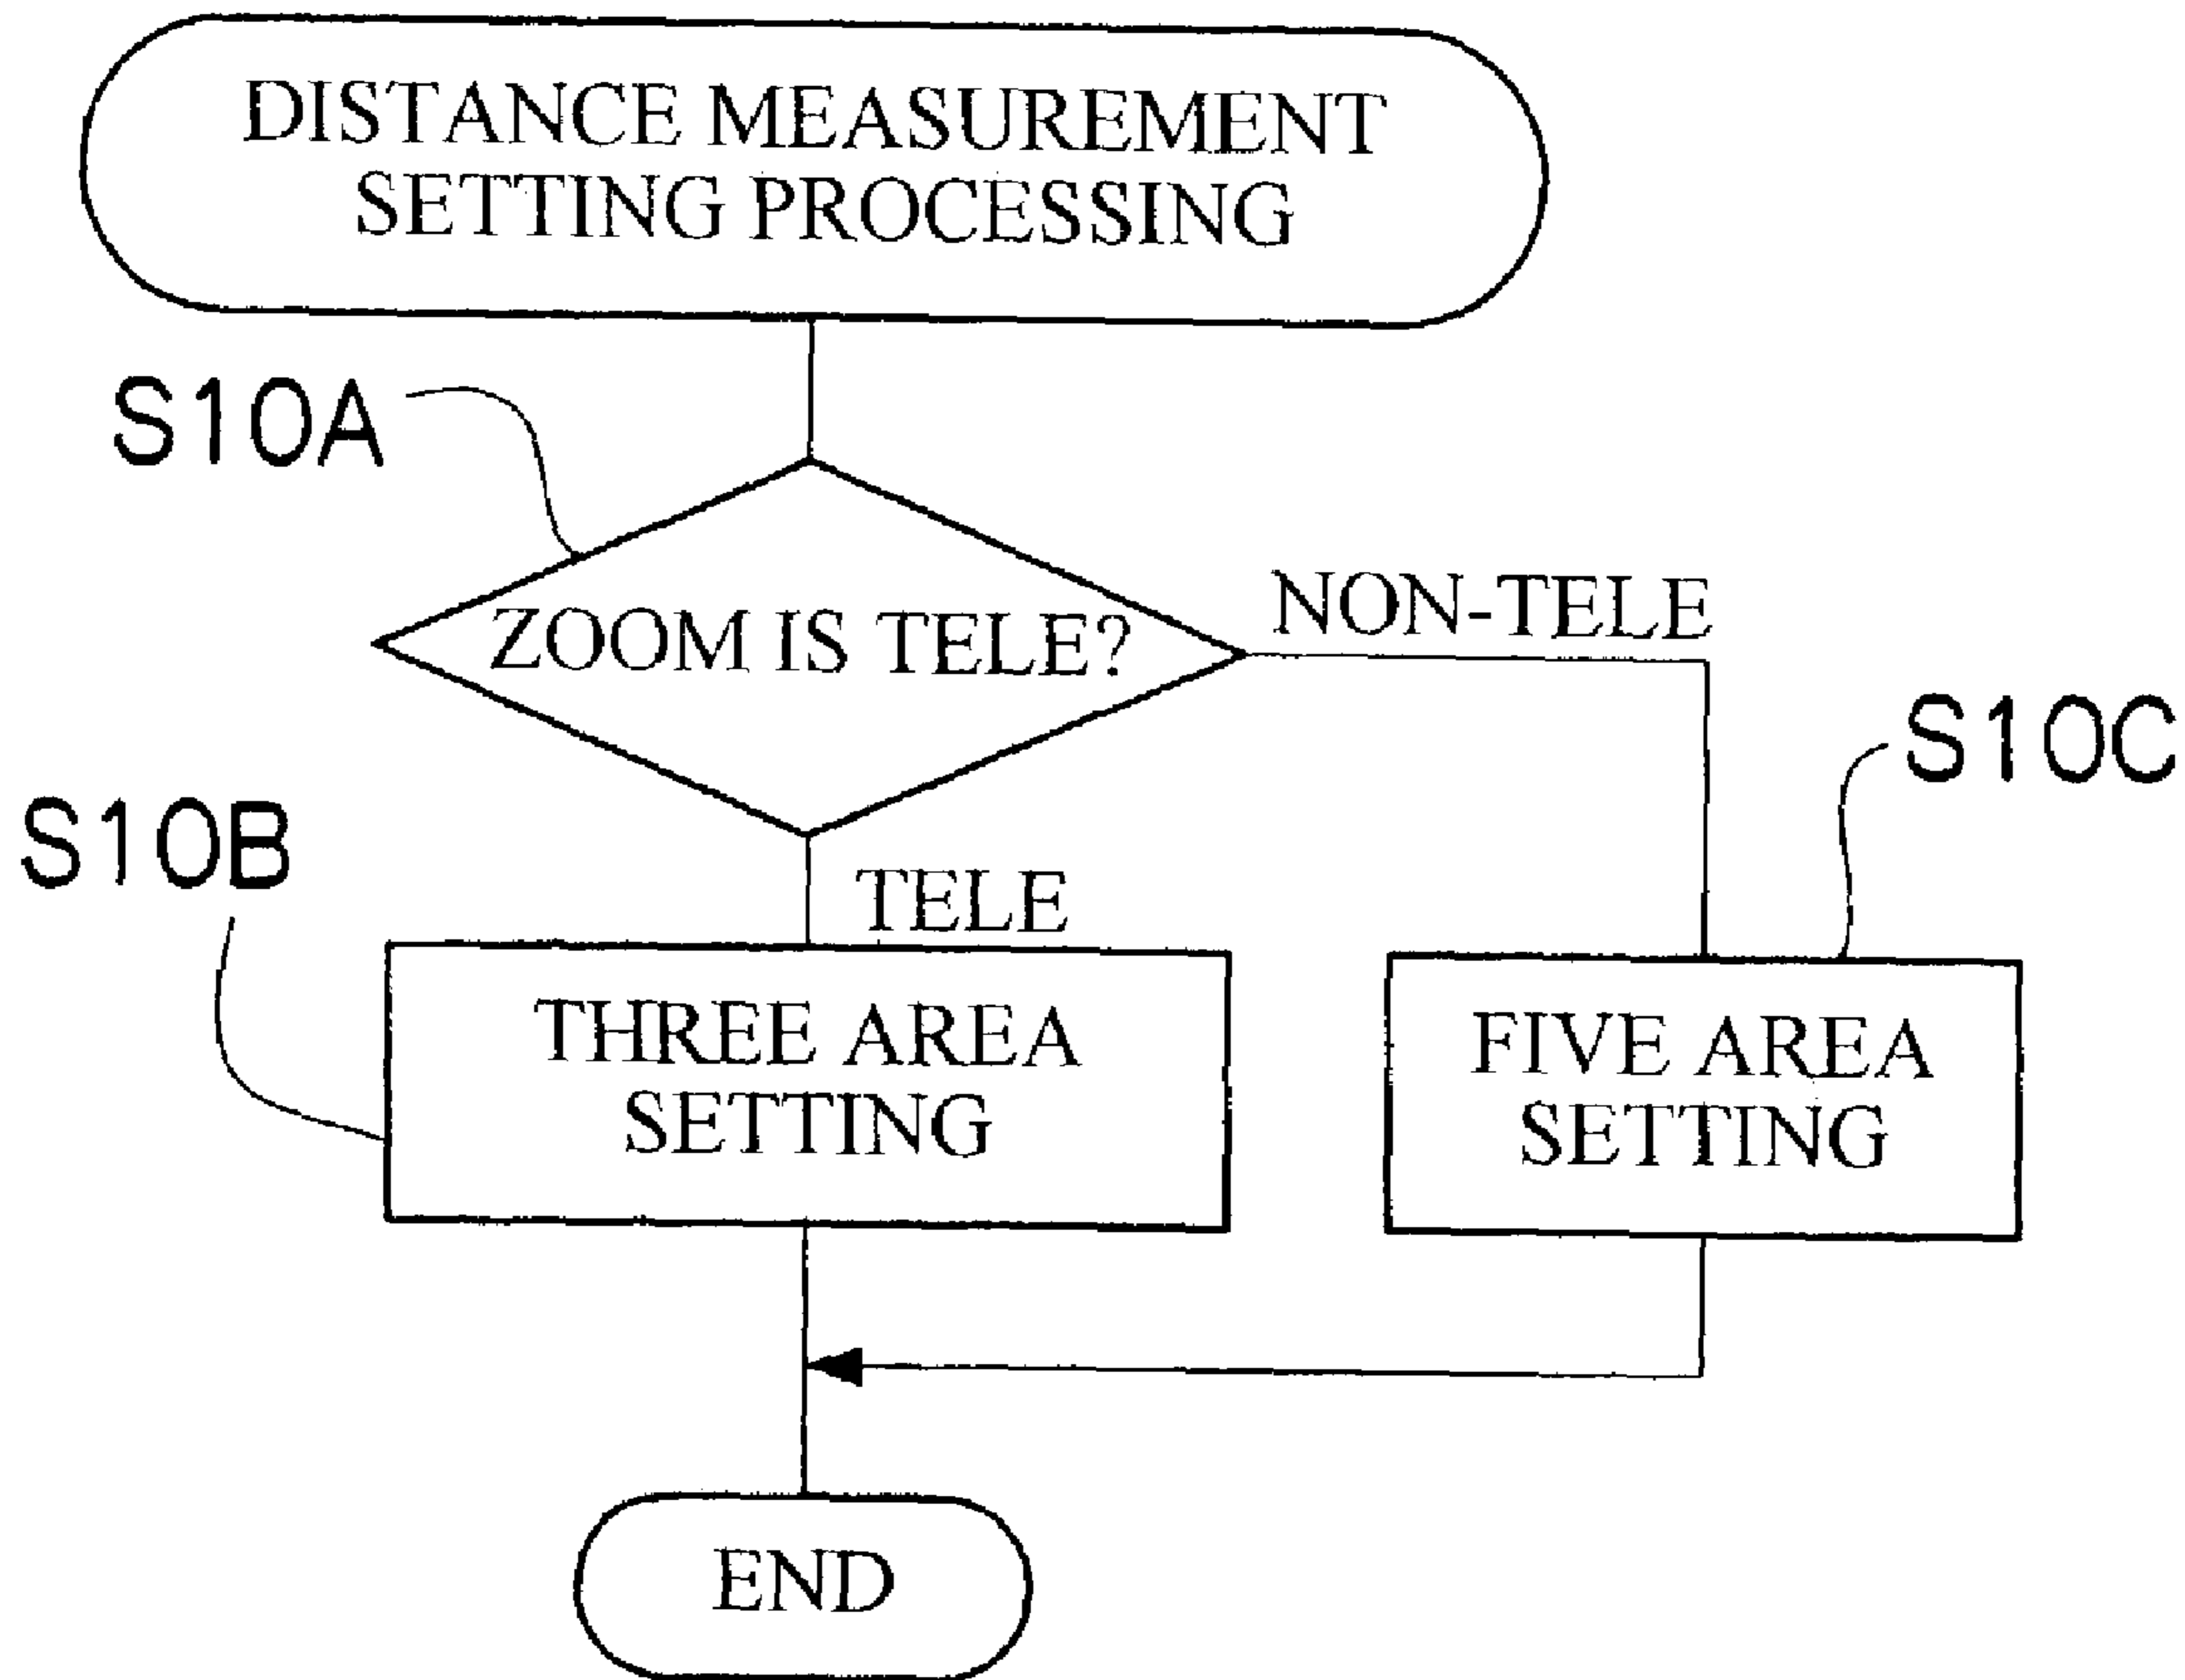 DISTANCE MEASUREMENT
SETTING PROCESSING
S10A
ZOOM IS TELE?
NON-TELE
S10C
S10B
TELE
THREE AREA
SETTING
FIVE AREA
SETTING
END